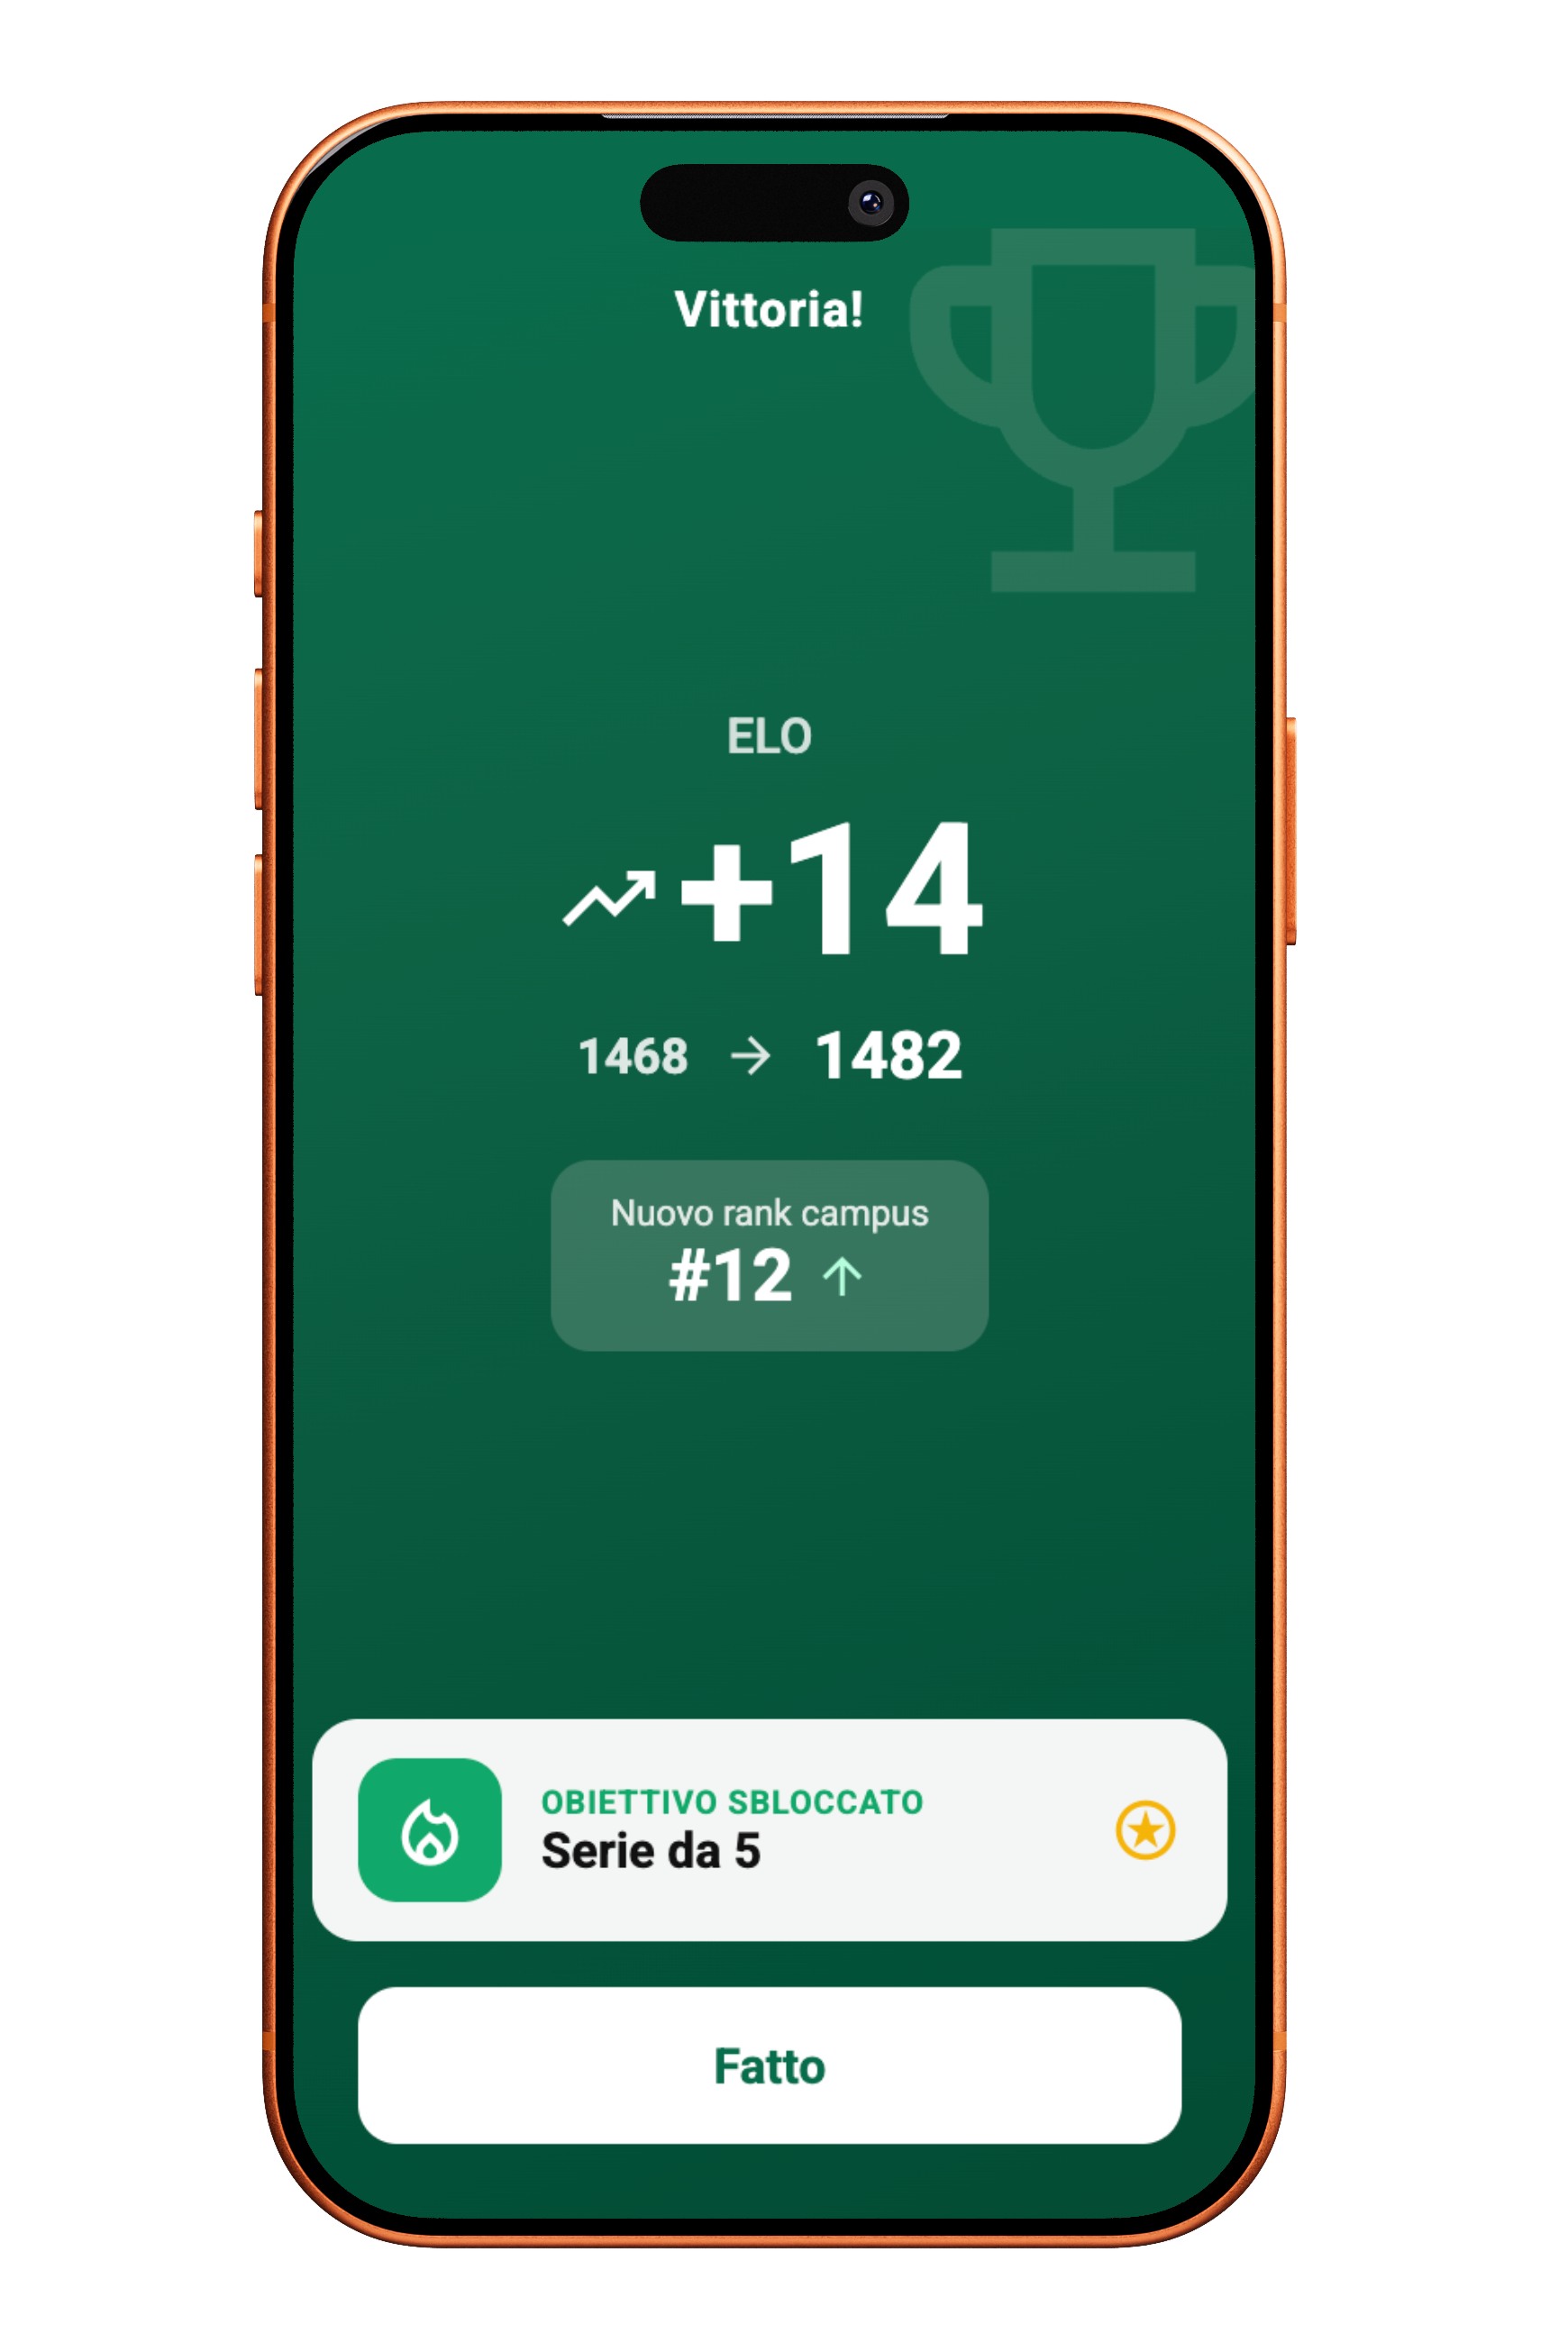 Vittoria!
ELO
+14
1468 → 1482
Nuovo rank campus
#12 ↑
OBIETTIVO SBLOCCATO
Serie da 5
Fatto